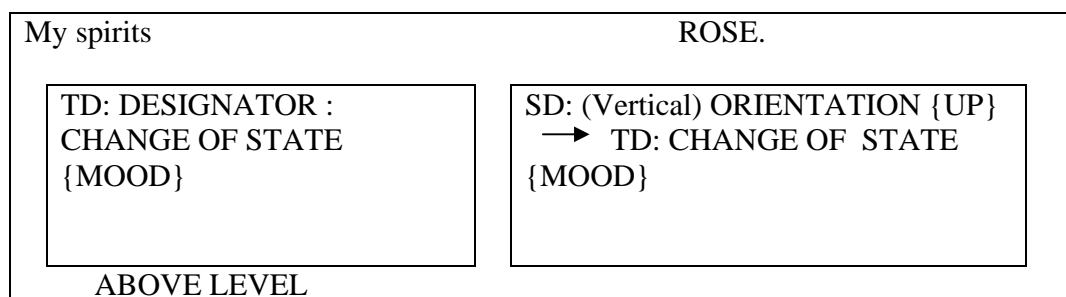 My spirits ROSE.
TD: DESIGNATOR :
CHANGE OF STATE
{MOOD}
SD: (Vertical) ORIENTATION {UP}
→ TD: CHANGE OF STATE
{MOOD}
ABOVE LEVEL